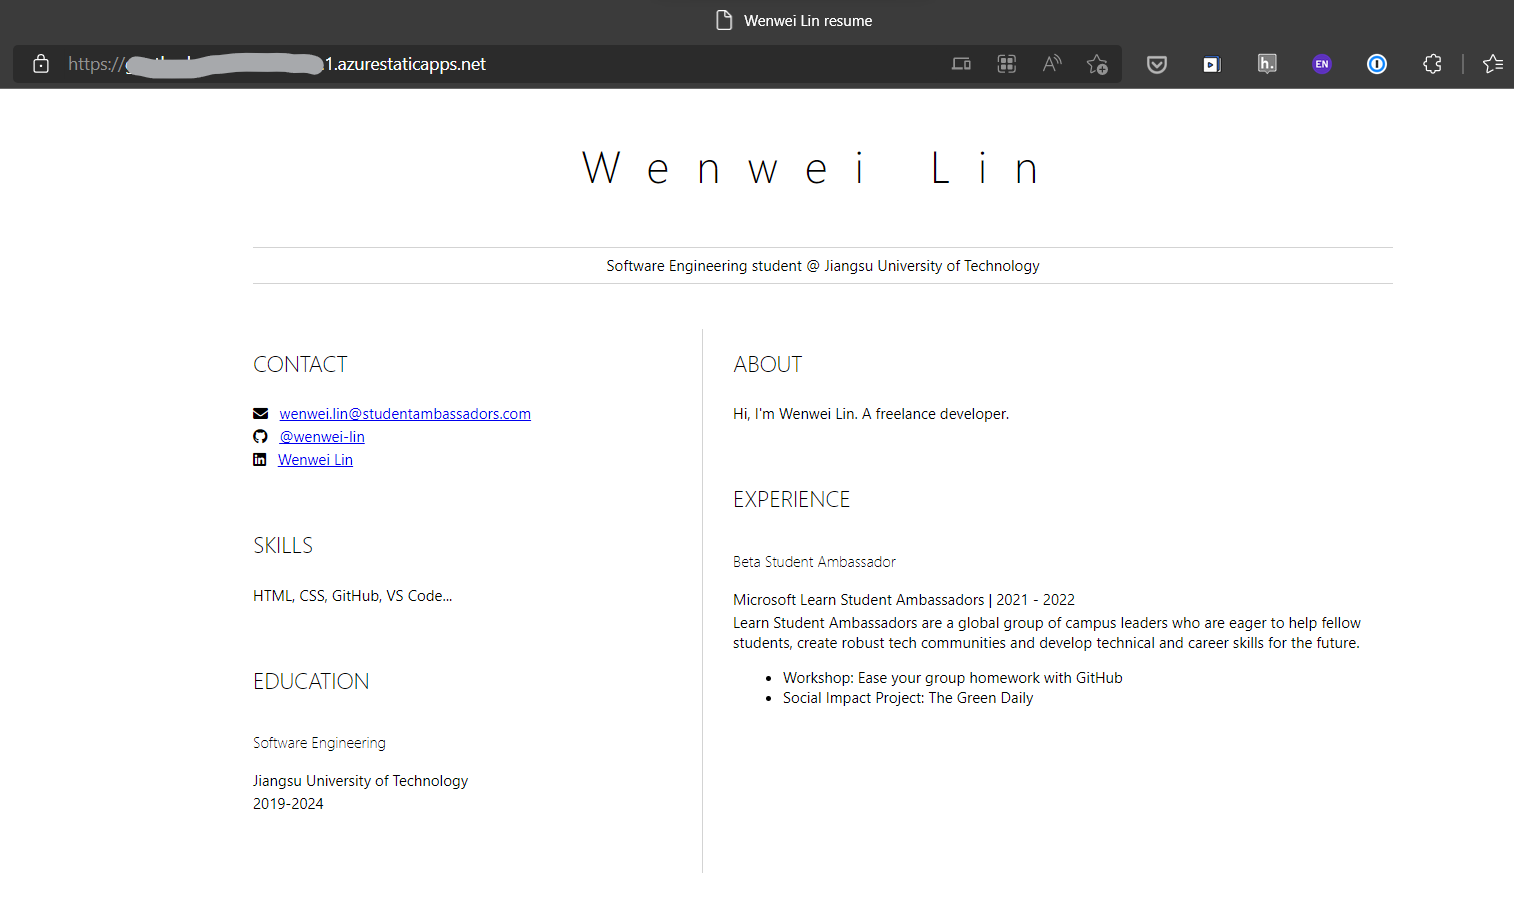 Wenwei Lin resume
https:// 1.azurestaticapps.net
EN
h.
Wenwei Lin
Software Engineering student @ Jiangsu University of Technology
CONTACT
wenwei.lin@studentambassadors.com
@wenwei-lin
Wenwei Lin
SKILLS
HTML, CSS, GitHub, VS Code...
EDUCATION
Software Engineering
Jiangsu University of Technology
2019-2024
ABOUT
Hi, I'm Wenwei Lin. A freelance developer.
EXPERIENCE
Beta Student Ambassador
Microsoft Learn Student Ambassadors | 2021 - 2022
Learn Student Ambassadors are a global group of campus leaders who are eager to help fellow
students, create robust tech communities and develop technical and career skills for the future.
Workshop: Ease your group homework with GitHub
Social Impact Project: The Green Daily